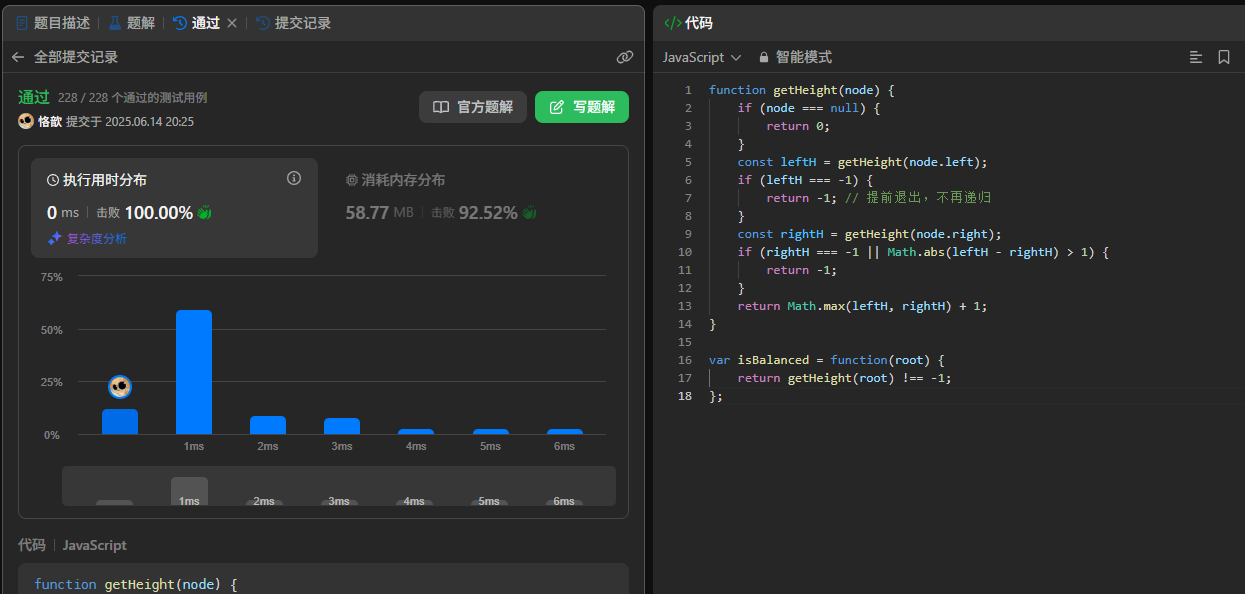 题目描述 题解 通过 提交记录
全部提交记录
通过 228 / 228 个通过的测试用例
恪歆 提交于 2025.06.14 20:25
官方题解 写题解
执行用时分布
0 ms 击败 100.00%
复杂度分析
消耗内存分布
58.77 MB 击败 92.52%
75%
50%
25%
0%
1ms 2ms 3ms 4ms 5ms 6ms
1ms 2ms 3ms 4ms 5ms 6ms
代码 JavaScript
function getHeight(node) {
</> 代码
JavaScript 智能模式
1 function getHeight(node) {
2     if (node === null) {
3         return 0;
4     }
5     const leftH = getHeight(node.left);
6     if (leftH === -1) {
7         return -1; // 提前退出，不再递归
8     }
9     const rightH = getHeight(node.right);
10     if (rightH === -1 || Math.abs(leftH - rightH) > 1) {
11         return -1;
12     }
13     return Math.max(leftH, rightH) + 1;
14 }
15
16 var isBalanced = function(root) {
17     return getHeight(root) !== -1;
18 };